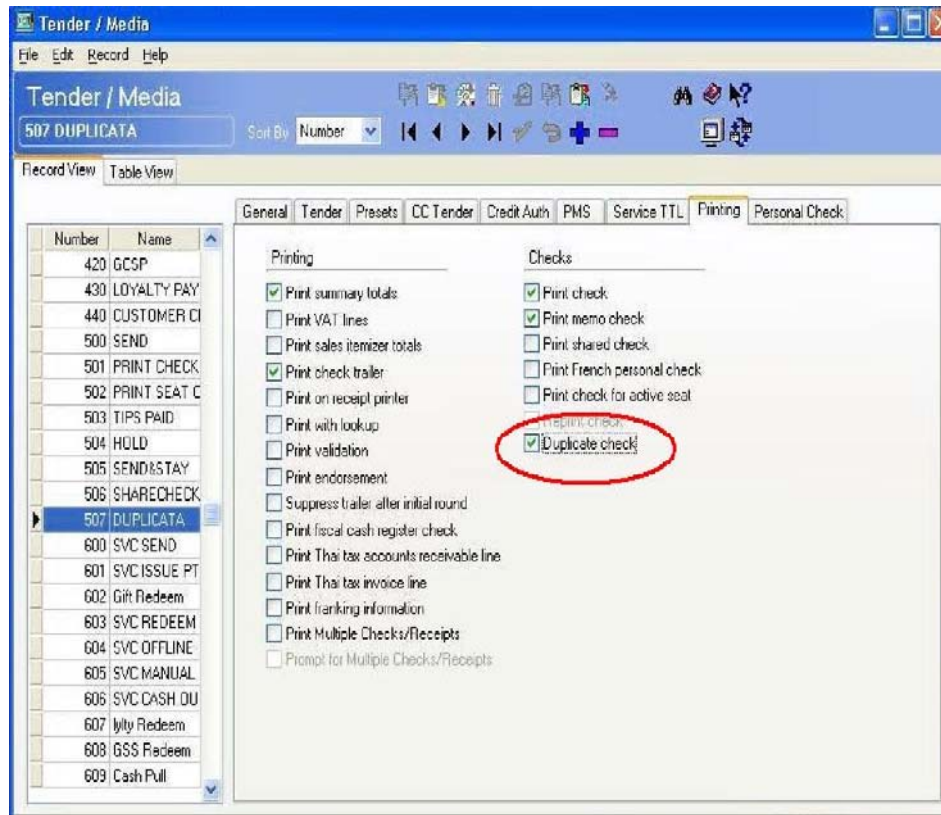 Tender / Media
File Edit Record Help
Tender / Media
507 DUPLICATA
Sort By Number
Record View Table View
General Tender Presets CC Tender Credit Auth PMS Service TTL Printing Personal Check
Number Name
420 GCSP
430 LOYALTY PAY
440 CUSTOMER CI
500 SEND
501 PRINT CHECK
502 PRINT SEAT C
503 TIPS PAID
504 HOLD
505 SEND&STAY
506 SHARECHECK
507 DUPLICATA
600 SVC SEND
601 SVC ISSUE PT
602 Gift Redeem
603 SVC REDEEM
604 SVC OFFLINE
605 SVC MANUAL
606 SVC CASH OU
607 lylty Redeem
608 GSS Redeem
609 Cash Pull
Printing
Print summary totals
Print VAT lines
Print sales itemizer totals
Print check trailer
Print on receipt printer
Print with lookup
Print validation
Print endorsement
Suppress trailer after initial round
Print fiscal cash register check
Print Thai tax accounts receivable line
Print Thai tax invoice line
Print franking information
Print Multiple Checks/Receipts
Prompt for Multiple Checks/Receipts
Checks
Print check
Print memo check
Print shared check
Print French personal check
Print check for active seat
Reprint check
Duplicate check